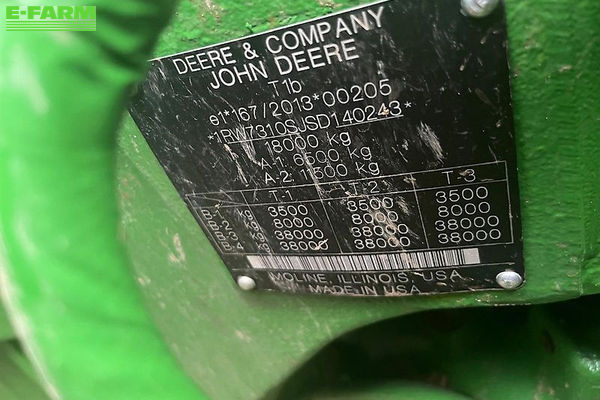 E-FARM
DEERE & COMPANY
JOHN DEERE
T1b
e1*167/2013*00205
*1RW7310SJSD140243*
18000 kg
A-1: 6500 kg
A-2: 11500 kg
T-1 T-2 T-3
kg 3500 3500 3500
8000 8000 8000
38000 38000 38000
38000 38000 38000
MOLINE, ILLINOIS USA
MADE IN USA